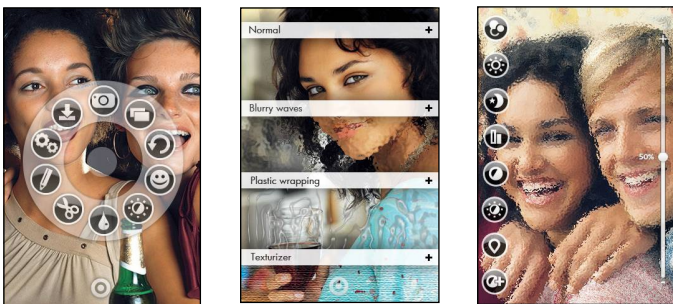 Normal +
Blurry waves +
Plastic wrapping +
Texturizer +
50%